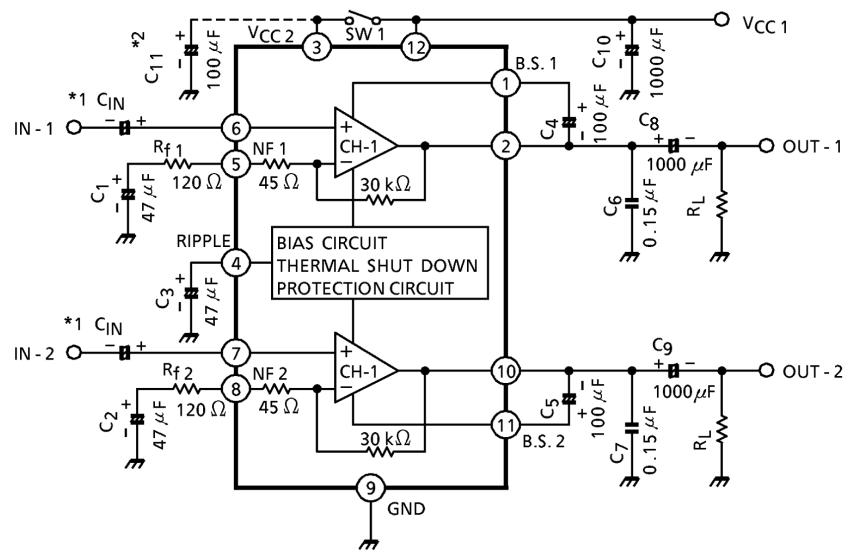 *2
C11
+
-
100 μF
VCC 2
3
SW 1
12
C10
+
-
1000 μF
VCC 1
B.S. 1
1
*1 CIN
IN - 1
- +
6
+
CH-1
-
2
C4
+
-
100 μF
C8
+ -
1000 μF
OUT - 1
Rf 1
120 Ω
5
NF 1
45 Ω
30 kΩ
C1
+
-
47 μF
C6
0.15 μF
RL
RIPPLE
4
BIAS CIRCUIT
THERMAL SHUT DOWN
PROTECTION CIRCUIT
C3
+
-
47 μF
*1 CIN
IN - 2
- +
7
+
CH-1
-
10
C9
+ -
1000 μF
OUT - 2
Rf 2
120 Ω
8
NF 2
45 Ω
30 kΩ
C5
-
+
100 μF
11
B.S. 2
C2
+
-
47 μF
C7
0.15 μF
RL
9
GND